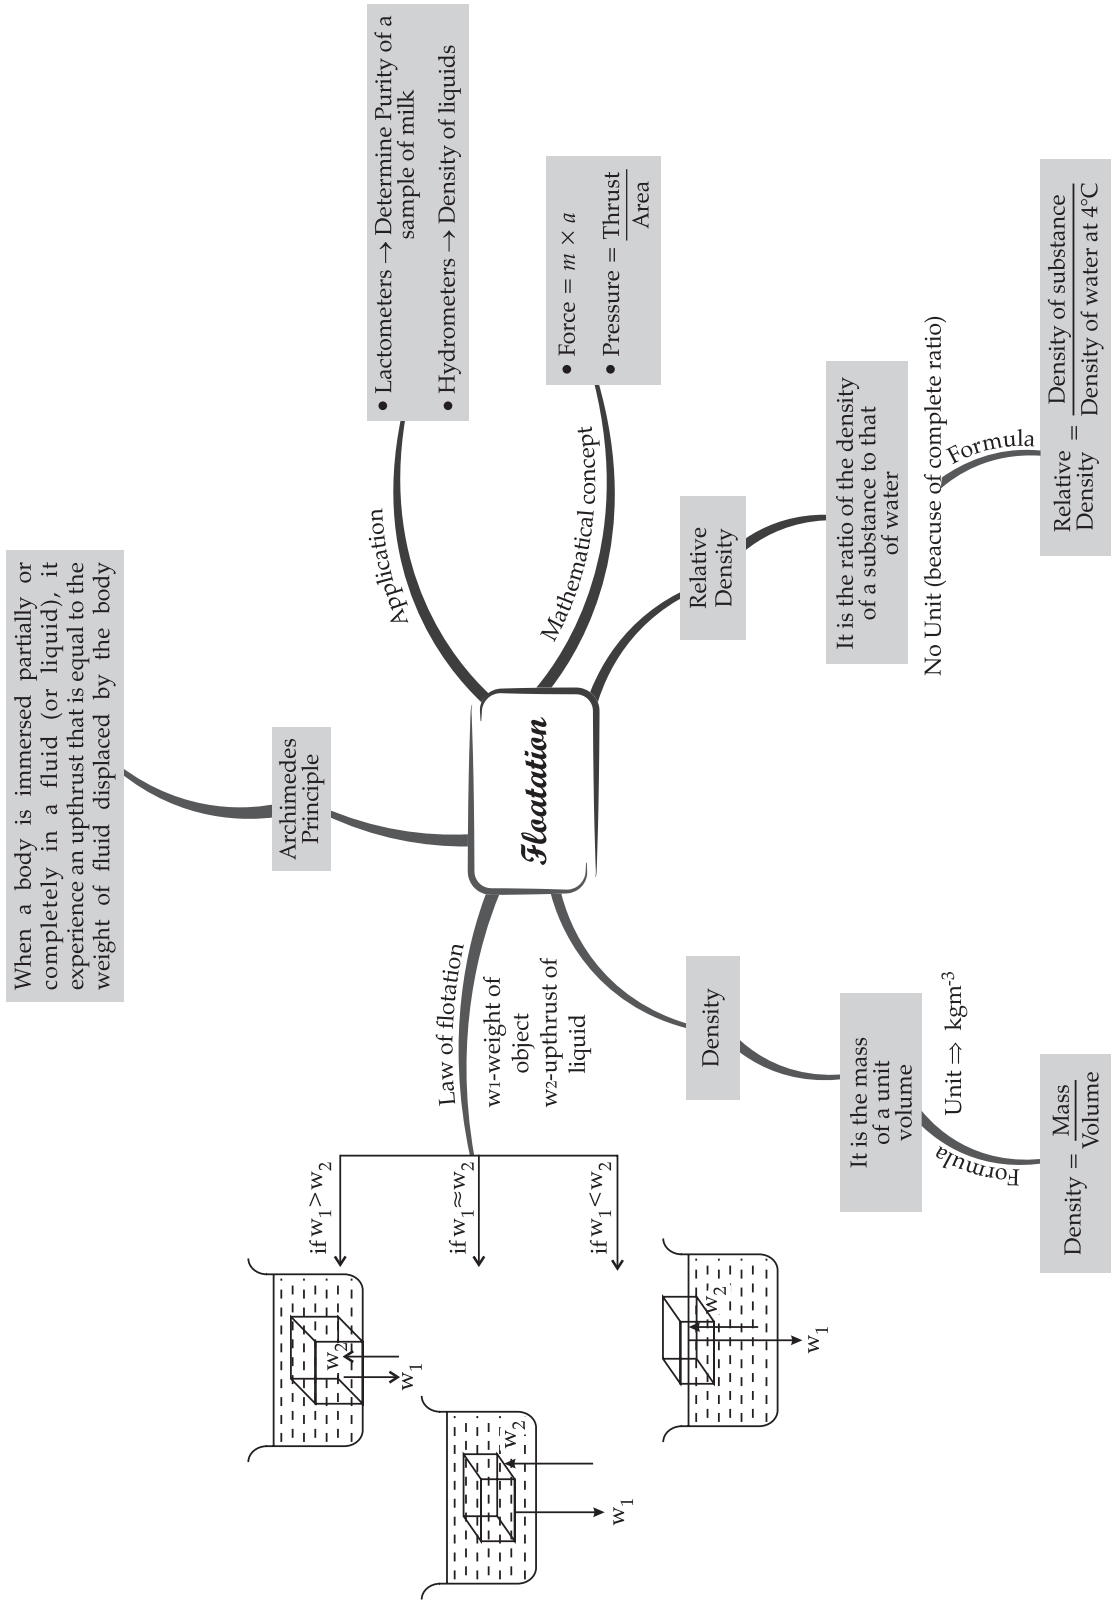 When a body is immersed partially or
completely in a fluid (or liquid), it
experience an upthrust that is equal to the
weight of fluid displaced by the body
Archimedes
Principle
Application
• Lactometers → Determine Purity of a
sample of milk
• Hydrometers → Density of liquids
Mathematical concept
• Force = m × a
• Pressure = Thrust
Area
Floatation
Law of flotation
w1-weight of
object
w2-upthrust of
liquid
if w1 > w2
if w1 ≈ w2
if w1 < w2
w2
w1
w2
w1
w2
w1
Density
It is the mass
of a unit
volume
Unit ⇒ kgm-3
Formula
Density = Mass
Volume
Relative
Density
It is the ratio of the density
of a substance to that
of water
No Unit (beacuse of complete ratio)
Formula
Relative
Density = Density of substance
Density of water at 4°C